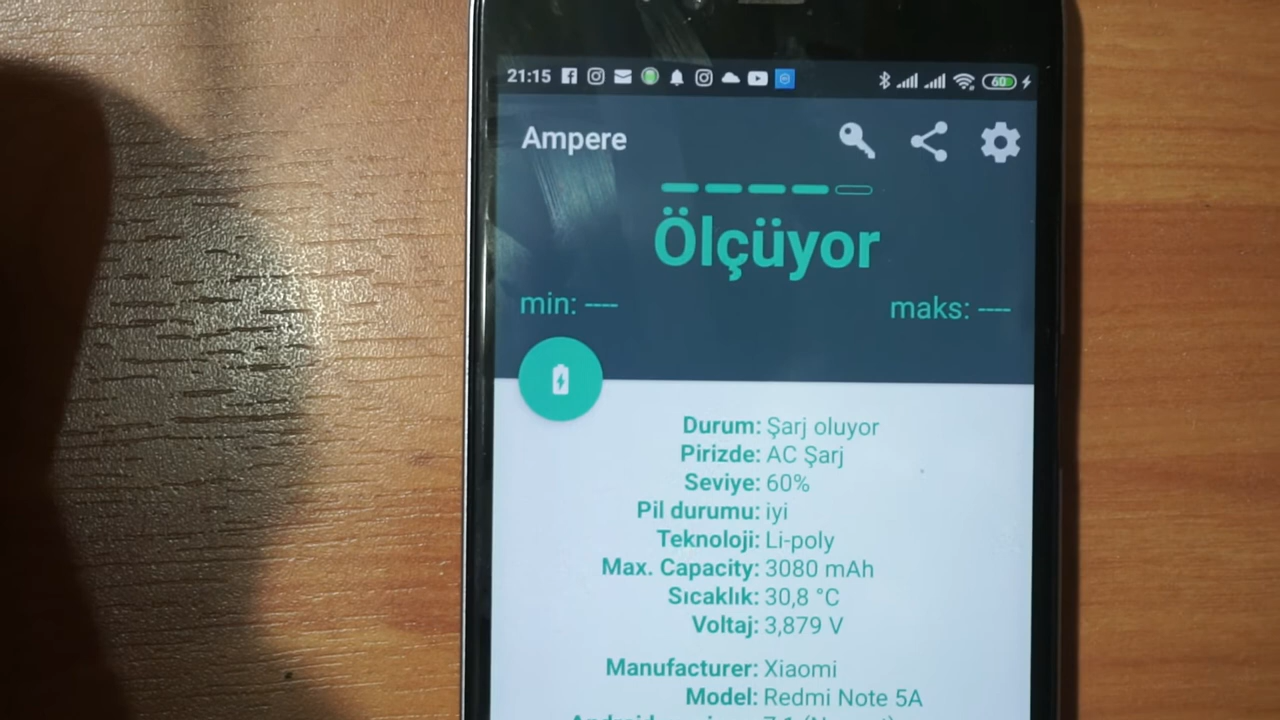 21:15
60
Ampere
Ölçüyor
min: ----
maks: ----
Durum: Şarj oluyor
Pirizde: AC Şarj
Seviye: 60%
Pil durumu: iyi
Teknoloji: Li-poly
Max. Capacity: 3080 mAh
Sıcaklık: 30,8 °C
Voltaj: 3,879 V
Manufacturer: Xiaomi
Model: Redmi Note 5A